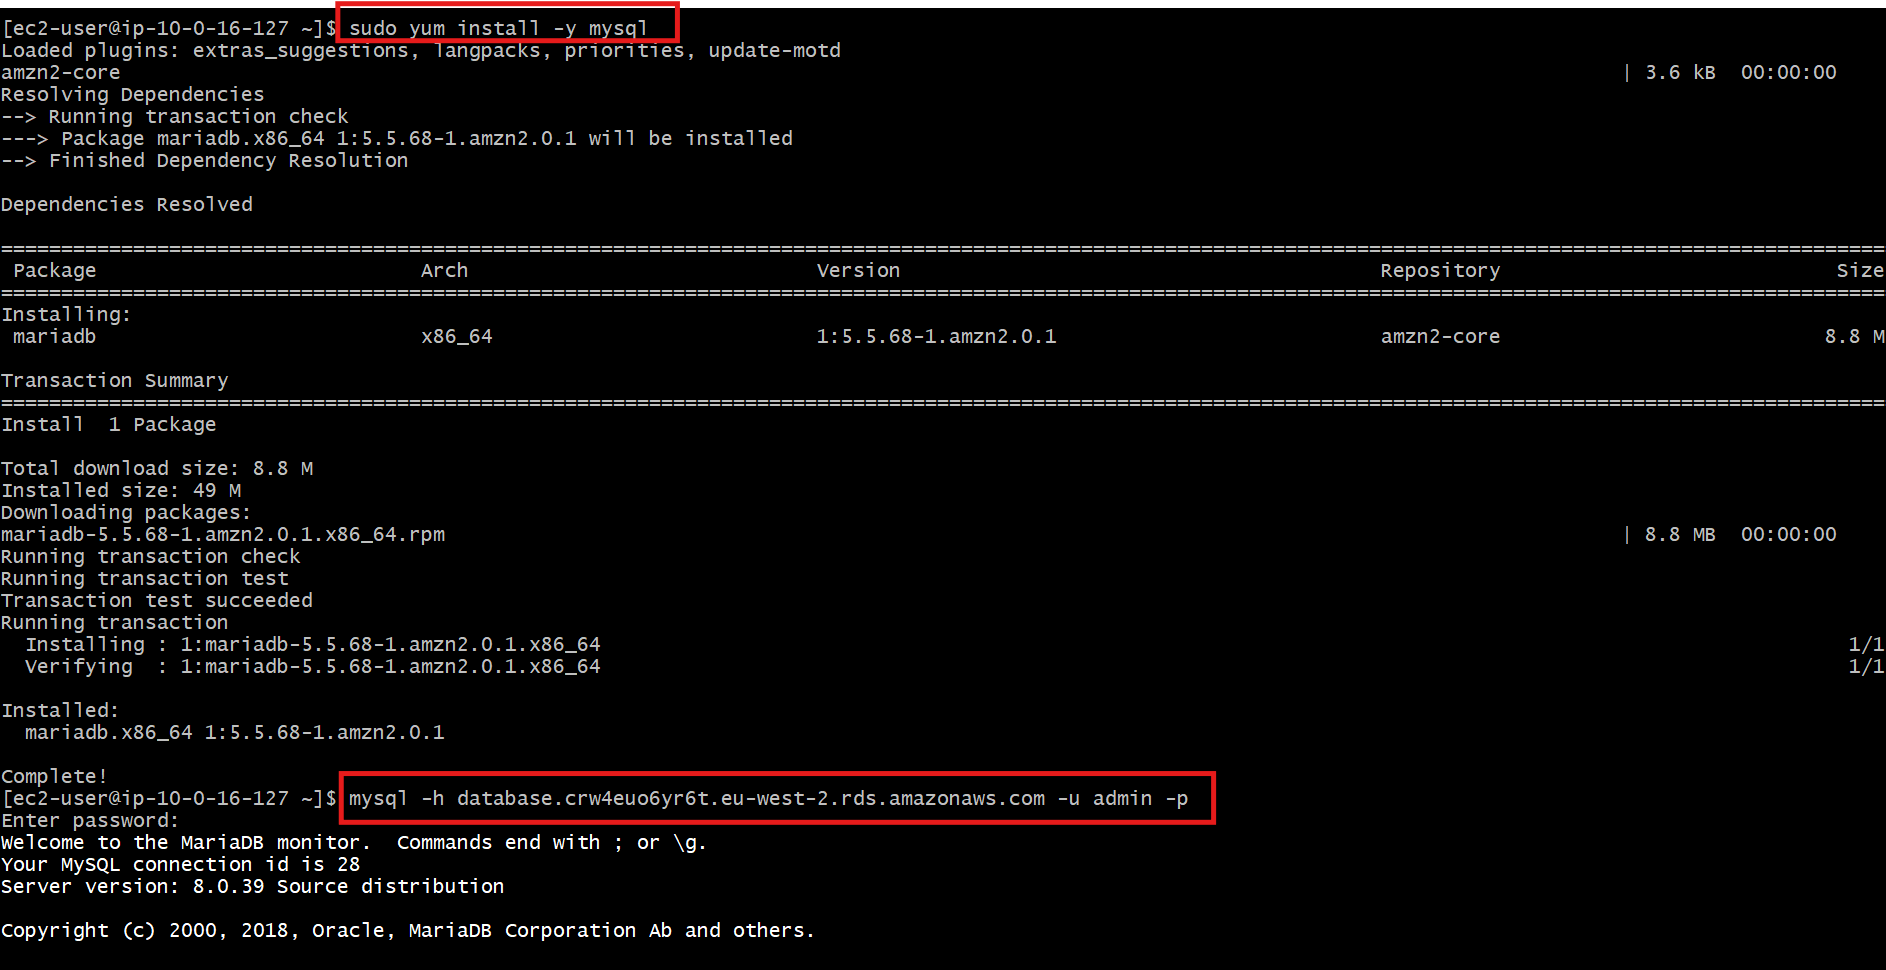 [ec2-user@ip-10-0-16-127 ~]$ sudo yum install -y mysql
Loaded plugins: extras_suggestions, langpacks, priorities, update-motd
amzn2-core | 3.6 kB 00:00:00
Resolving Dependencies
--> Running transaction check
---> Package mariadb.x86_64 1:5.5.68-1.amzn2.0.1 will be installed
--> Finished Dependency Resolution
Dependencies Resolved
Package Arch Version Repository Size
Installing:
mariadb x86_64 1:5.5.68-1.amzn2.0.1 amzn2-core 8.8 M
Transaction Summary
Install 1 Package
Total download size: 8.8 M
Installed size: 49 M
Downloading packages:
mariadb-5.5.68-1.amzn2.0.1.x86_64.rpm | 8.8 MB 00:00:00
Running transaction check
Running transaction test
Transaction test succeeded
Running transaction
Installing : 1:mariadb-5.5.68-1.amzn2.0.1.x86_64 1/1
Verifying : 1:mariadb-5.5.68-1.amzn2.0.1.x86_64 1/1
Installed:
mariadb.x86_64 1:5.5.68-1.amzn2.0.1
Complete!
[ec2-user@ip-10-0-16-127 ~]$ mysql -h database.crw4euo6yr6t.eu-west-2.rds.amazonaws.com -u admin -p
Enter password:
Welcome to the MariaDB monitor. Commands end with ; or \g.
Your MySQL connection id is 28
Server version: 8.0.39 Source distribution
Copyright (c) 2000, 2018, Oracle, MariaDB Corporation Ab and others.